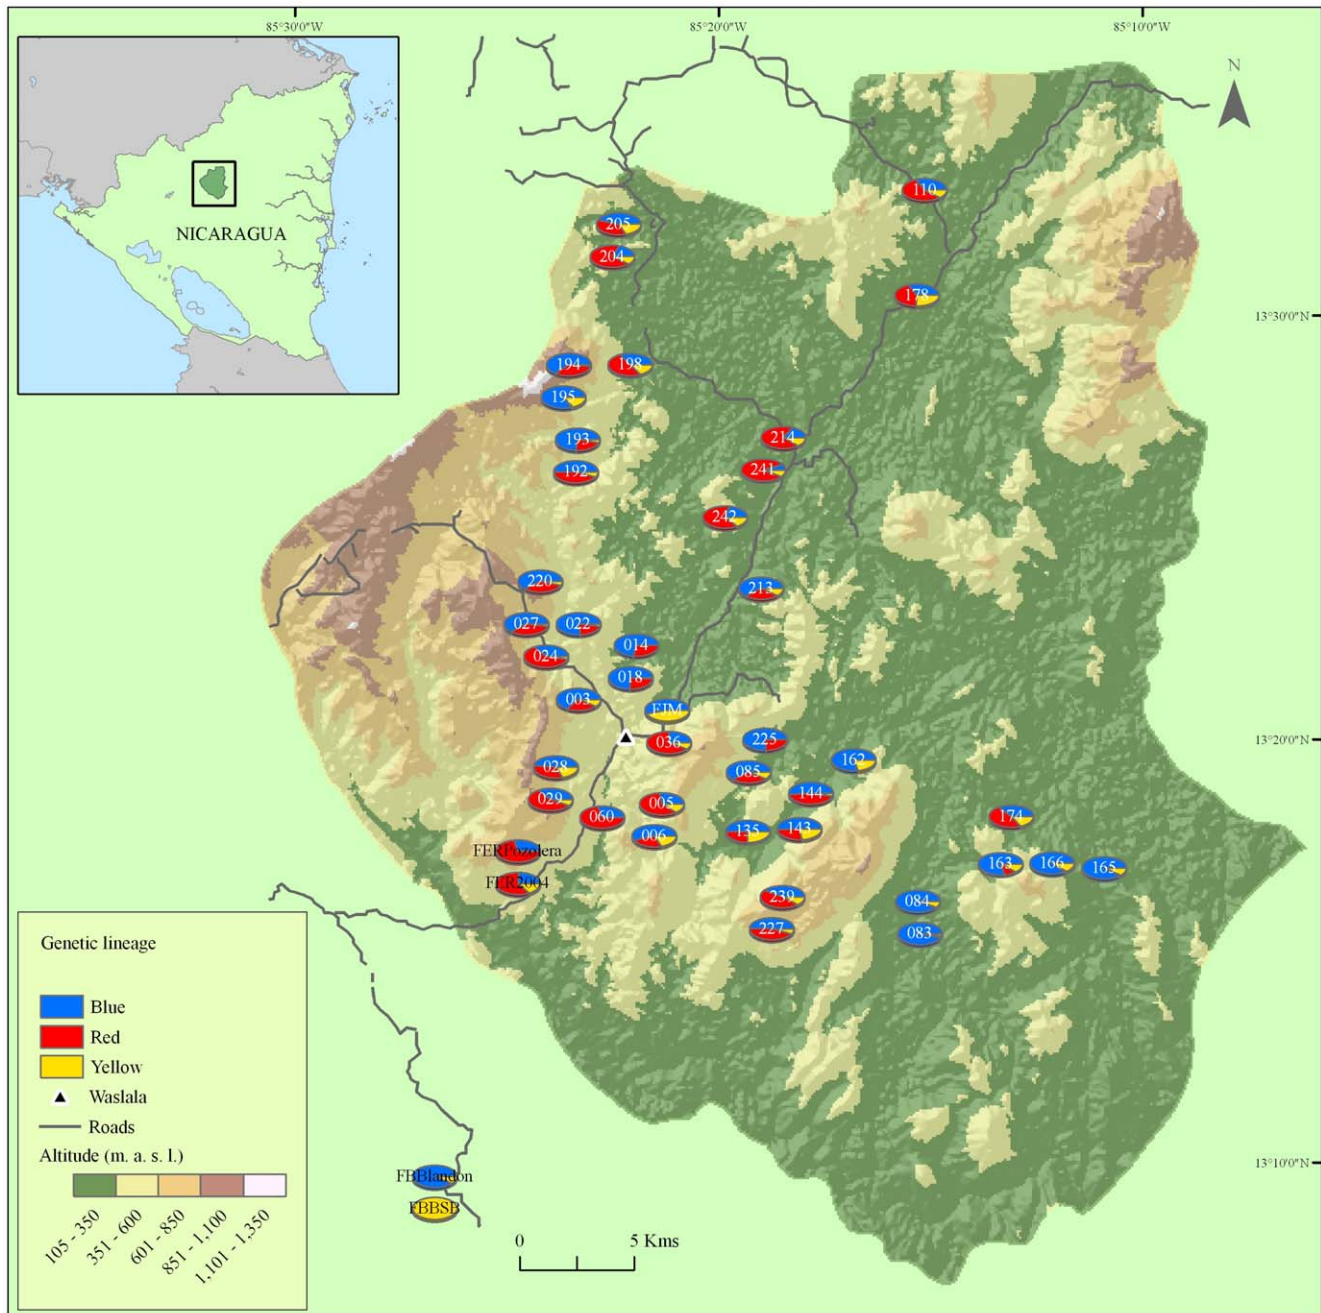 85°30'0"W
85°20'0"W
85°10'0"W
N
NICARAGUA
110
205
204
178
13°30'0"N
194
198
195
193
214
192
241
242
220
213
027
022
014
024
018
003
FJM
036
225
13°20'0"N
028
085
162
029
005
144
060
174
006
135
143
FERPozolera
163
166
165
FER2004
239
084
227
083
Genetic lineage
Blue
Red
Yellow
Waslala
Roads
Altitude (m. a. s. l.)
105 - 350
351 - 600
601 - 850
851 - 1,100
1,101 - 1,350
FBBlandon
13°10'0"N
FBBSB
0
5 Kms